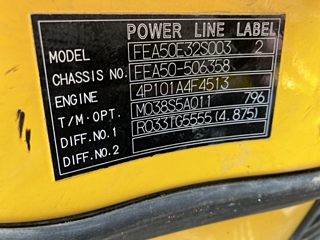 POWER LINE LABEL
MODEL FEA50E32S003 2
CHASSIS NO. FEA50-506358
ENGINE 4P101A4F4513
T/M·OPT. M038S5A011 796
DIFF.NO.1 R033TG5555(4.875)
DIFF.NO.2